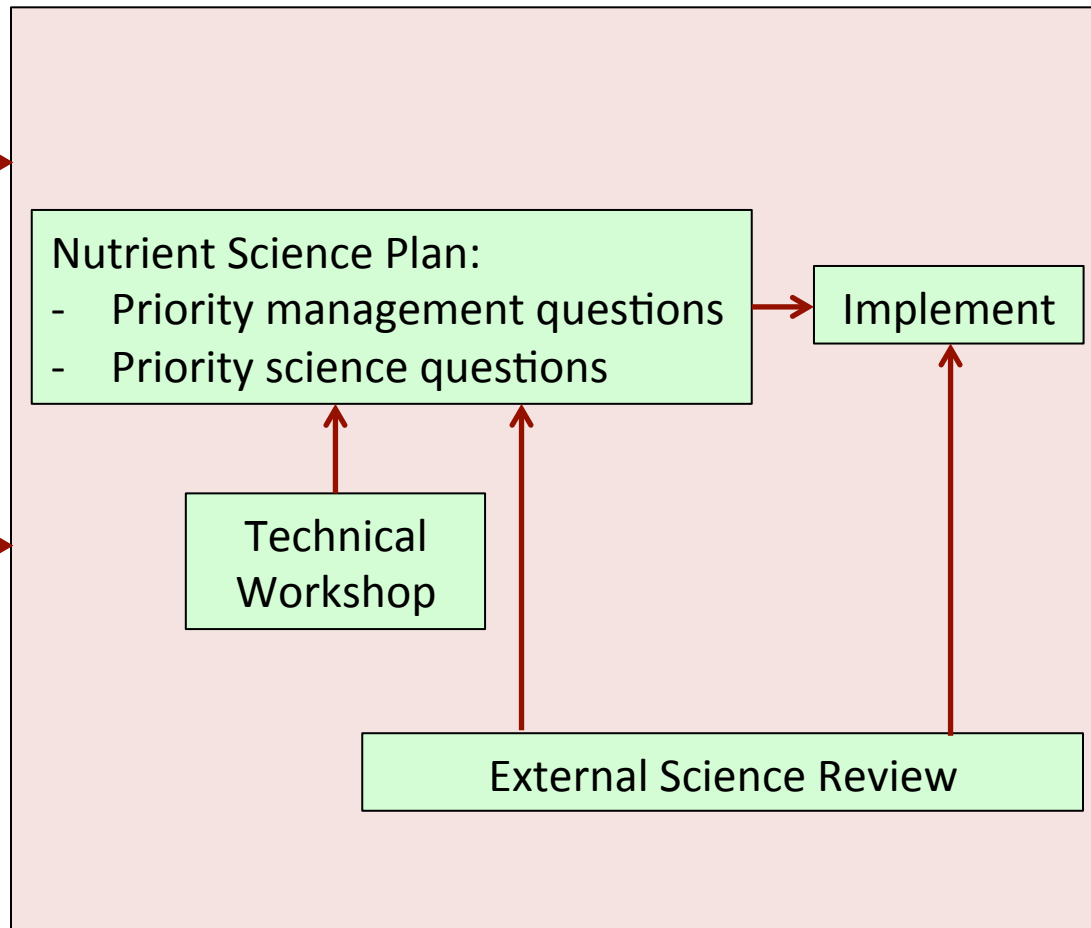 Nutrient Science Plan:
- Priority management questions
- Priority science questions
Implement
Technical
Workshop
External Science Review